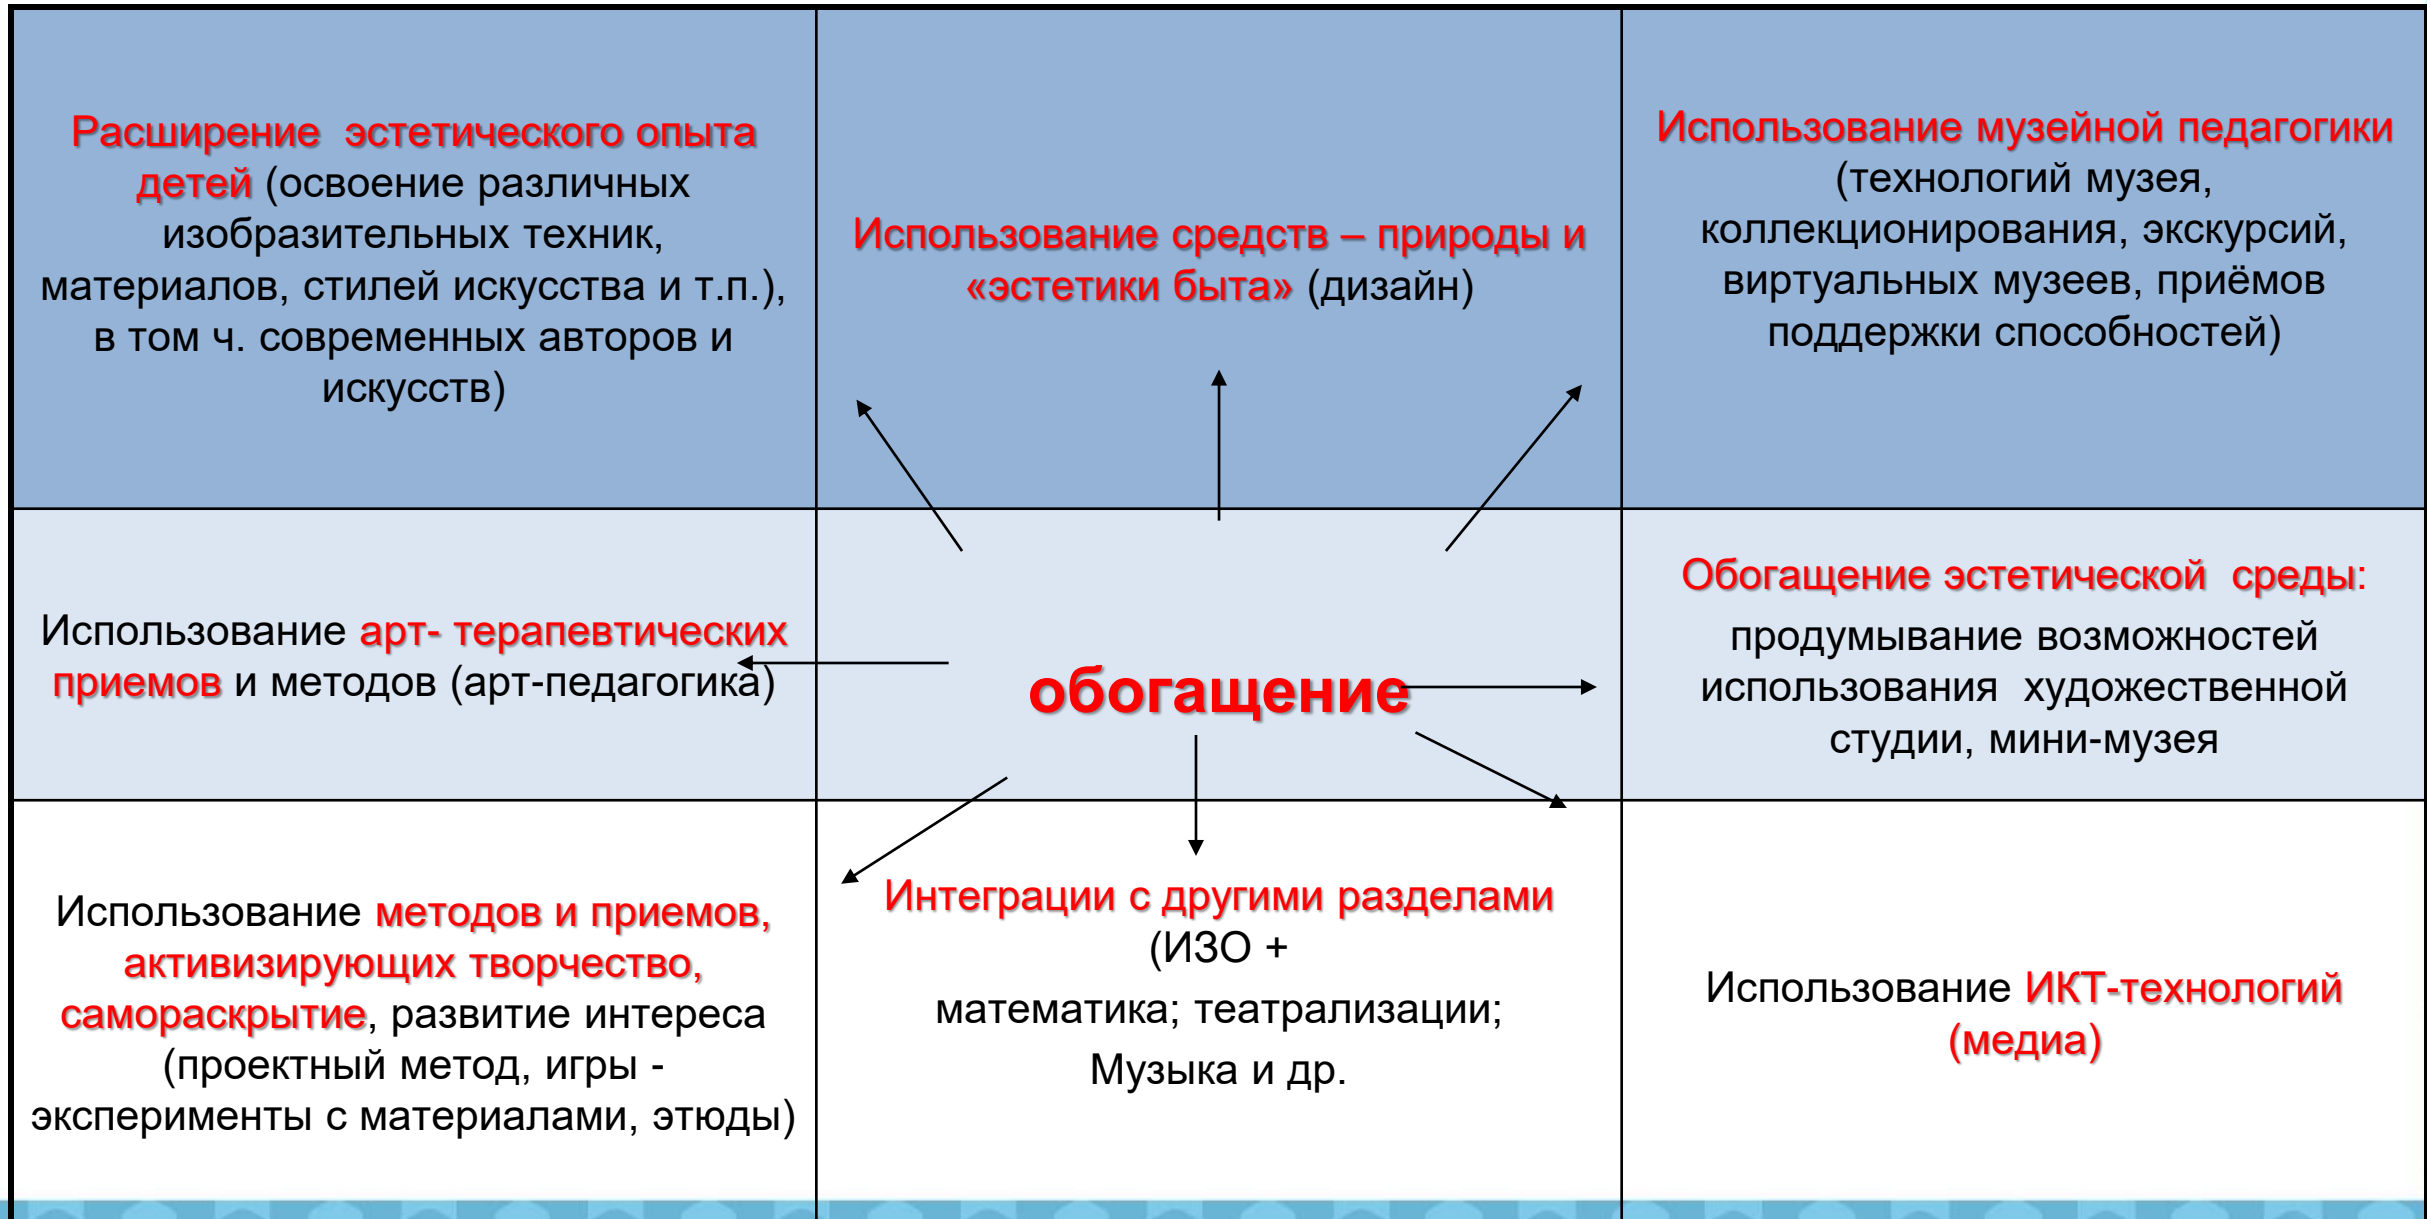 Расширение эстетического опыта
детей (освоение различных
изобразительных техник,
материалов, стилей искусства и т.п.),
в том ч. современных авторов и
искусств)
Использование средств – природы и
«эстетики быта» (дизайн)
Использование музейной педагогики
(технологий музея,
коллекционирования, экскурсий,
виртуальных музеев, приёмов
поддержки способностей)
Использование арт- терапевтических
приемов и методов (арт-педагогика)
обогащение
Обогащение эстетической среды:
продумывание возможностей
использования художественной
студии, мини-музея
Использование методов и приемов,
активизирующих творчество,
самораскрытие, развитие интереса
(проектный метод, игры -
эксперименты с материалами, этюды)
Интеграции с другими разделами
(ИЗО +
математика; театрализации;
Музыка и др.
Использование ИКТ-технологий
(медиа)